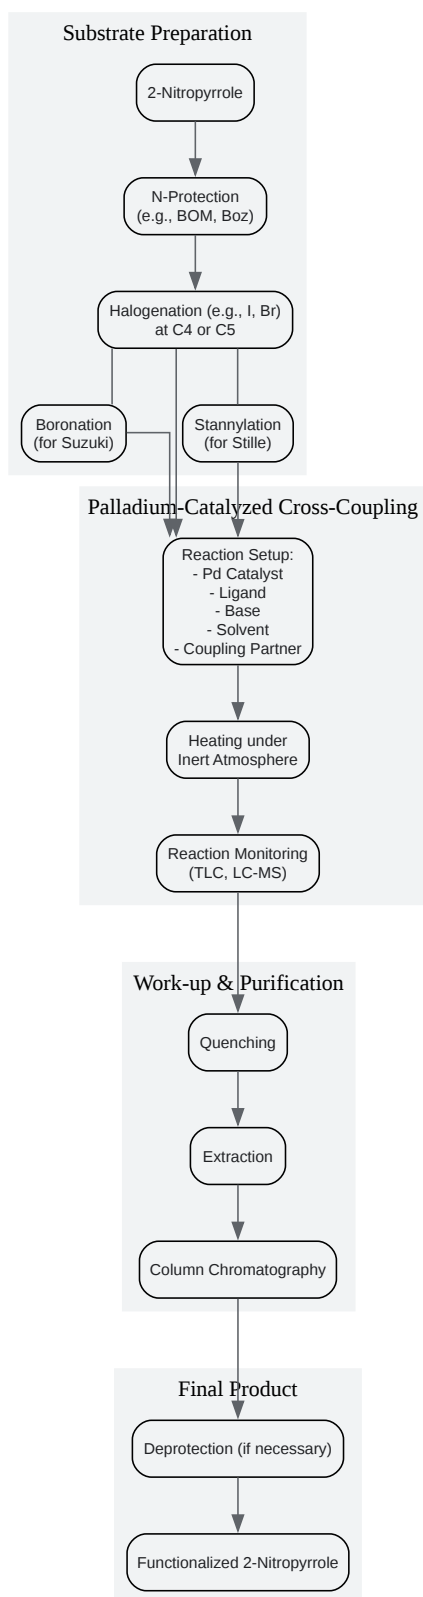 Substrate Preparation
2-Nitropyrrole
N-Protection
(e.g., BOM, Boz)
Halogenation (e.g., I, Br)
at C4 or C5
Boronation
(for Suzuki)
Stannylation
(for Stille)
Palladium-Catalyzed Cross-Coupling
Reaction Setup:
- Pd Catalyst
- Ligand
- Base
- Solvent
- Coupling Partner
Heating under
Inert Atmosphere
Reaction Monitoring
(TLC, LC-MS)
Work-up & Purification
Quenching
Extraction
Column Chromatography
Final Product
Deprotection (if necessary)
Functionalized 2-Nitropyrrole